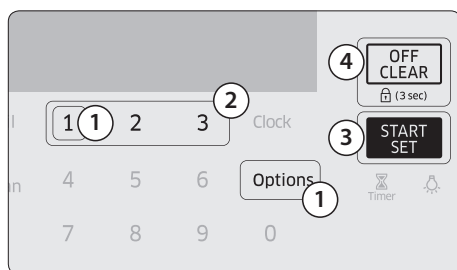 4
OFF
CLEAR
(3 sec)
2
1 1 2 3 Clock
3
START
SET
4 5 6 Options
1
Timer
7 8 9 0